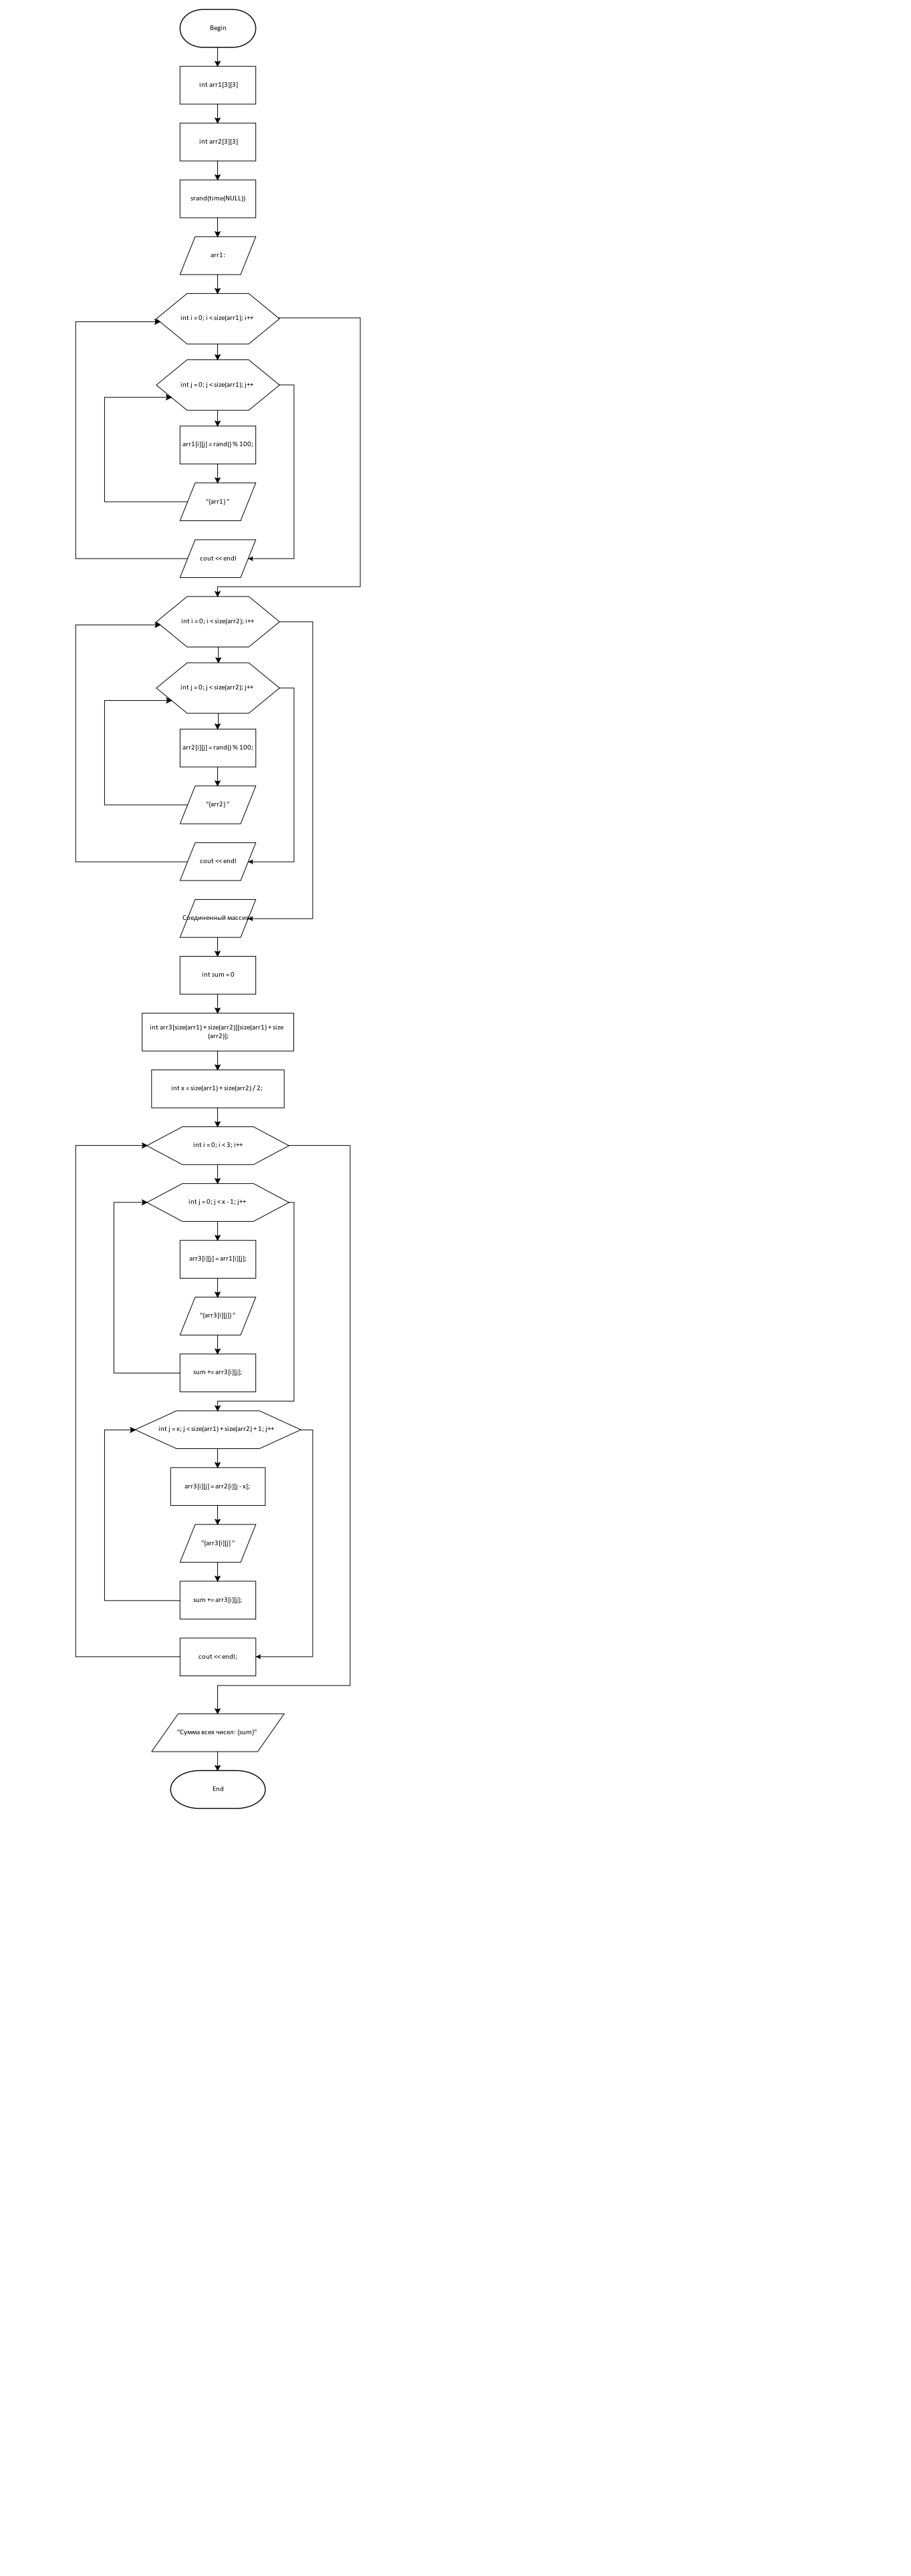 Begin
int arr1[3][3]
int arr2[3][3]
srand(time(NULL))
arr1:
int i = 0; i < size(arr1); i++
int j = 0; j < size(arr1); j++
arr1[i][j] = rand() % 100;
"{arr1} "
cout << endl
int i = 0; i < size(arr2); i++
int j = 0; j < size(arr2); j++
arr2[i][j] = rand() % 100;
"{arr2} "
cout << endl
Соединенный массив
int sum = 0
int arr3[size(arr1) + size(arr2)][size(arr1) + size
(arr2)];
int x = size(arr1) + size(arr2) / 2;
int i = 0; i < 3; i++
int j = 0; j < x - 1; j++
arr3[i][j] = arr1[i][j];
"{arr3[i][j]} "
sum += arr3[i][j];
int j = x; j < size(arr1) + size(arr2) + 1; j++
arr3[i][j] = arr2[i][j - x];
"{arr3[i][j] "
sum += arr3[i][j];
cout << endl;
"Сумма всех чисел: {sum}"
End